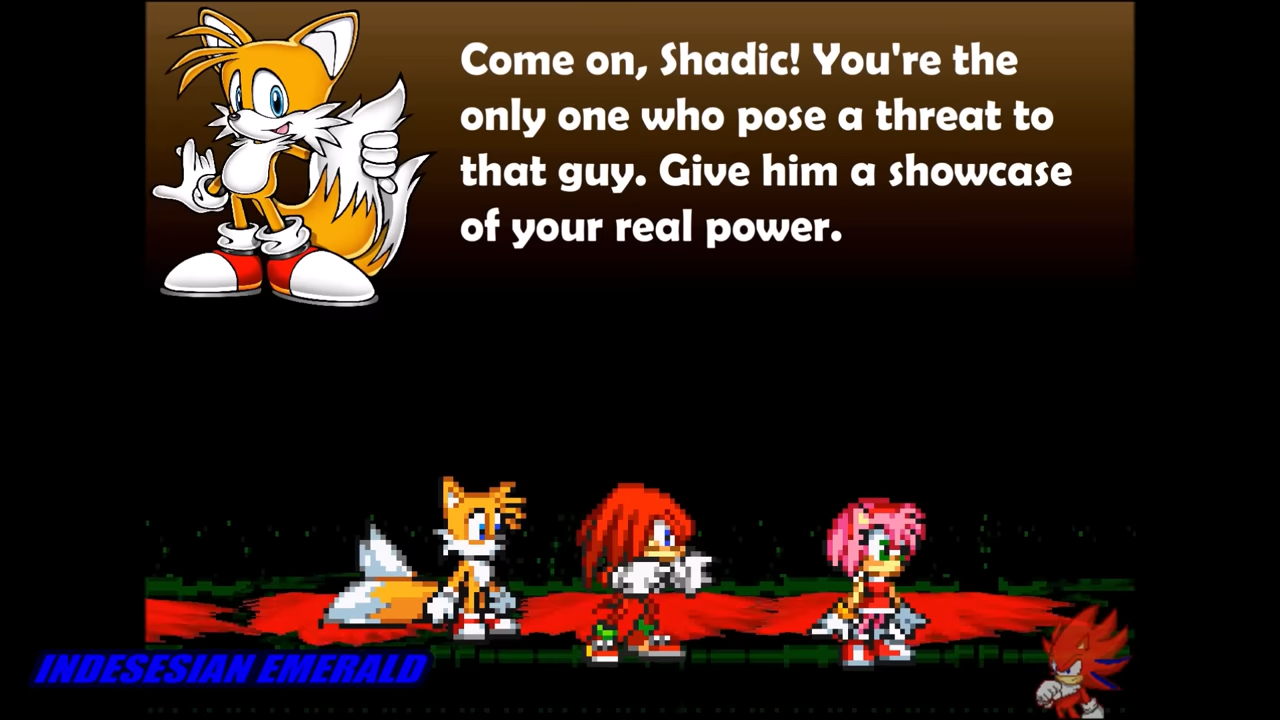 Come on, Shadic! You're the
only one who pose a threat to
that guy. Give him a showcase
of your real power.
INDESESIAN EMERALD